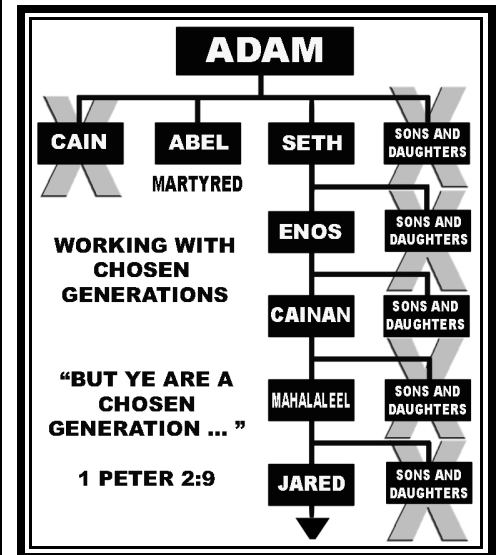 ADAM
CAIN
ABEL
SETH
SONS AND
DAUGHTERS
MARTYRED
ENOS
SONS AND
DAUGHTERS
WORKING WITH
CHOSEN
GENERATIONS
CAINAN
SONS AND
DAUGHTERS
“BUT YE ARE A
CHOSEN
GENERATION ... ”
MAHALALEEL
SONS AND
DAUGHTERS
1 PETER 2:9
JARED
SONS AND
DAUGHTERS